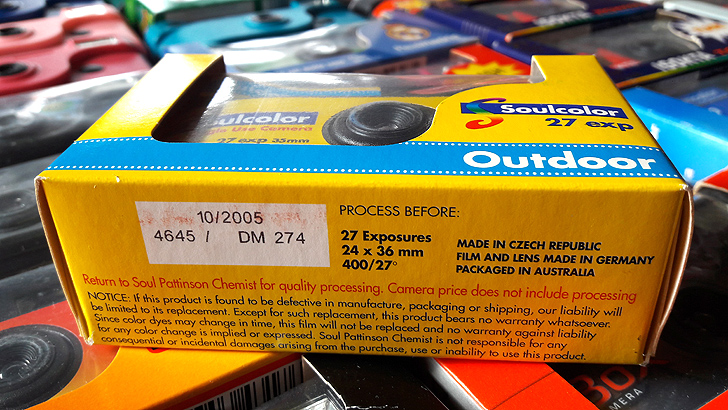 Soulcolor
27 exp
Soulcolor
Use Camera
27 exp 35mm
Outdoor
10/2005
4645 / DM 274
PROCESS BEFORE:
27 Exposures
24 x 36 mm
400/27°
MADE IN CZECH REPUBLIC
FILM AND LENS MADE IN GERMANY
PACKAGED IN AUSTRALIA
Return to Soul Pattinson Chemist for quality processing. Camera price does not include processing
NOTICE: If this product is found to be defective in manufacture, packaging or shipping, our liability will
be limited to its replacement. Except for such replacement, this product bears no warranty whatsoever.
Since color dyes may change in time, this film will not be replaced and no warranty against liability
for any color change is implied or expressed. Soul Pattinson Chemist is not responsible for any
consequential or incidental damages arising from the purchase, use or inability to use this product.